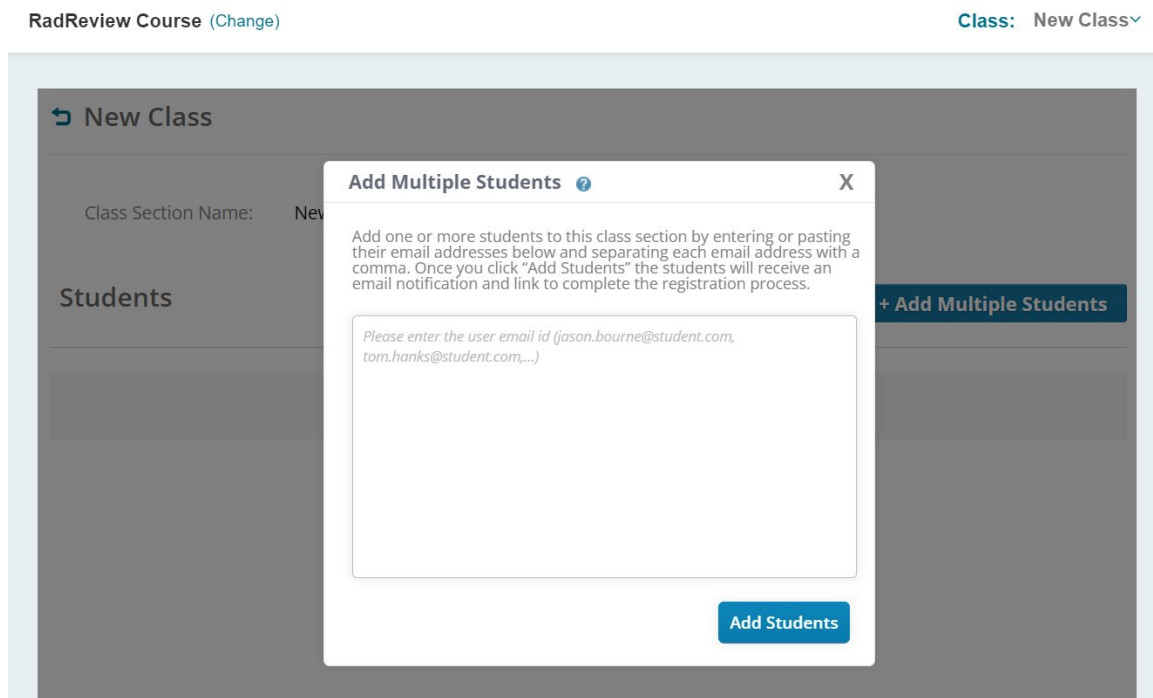 RadReview Course (Change)
Class: New Class
New Class
Add Multiple Students
X
Class Section Name: New
Add one or more students to this class section by entering or pasting
their email addresses below and separating each email address with a
comma. Once you click “Add Students” the students will receive an
email notification and link to complete the registration process.
Students
+ Add Multiple Students
Please enter the user email id (jason.bourne@student.com,
tom.hanks@student.com,...)
Add Students